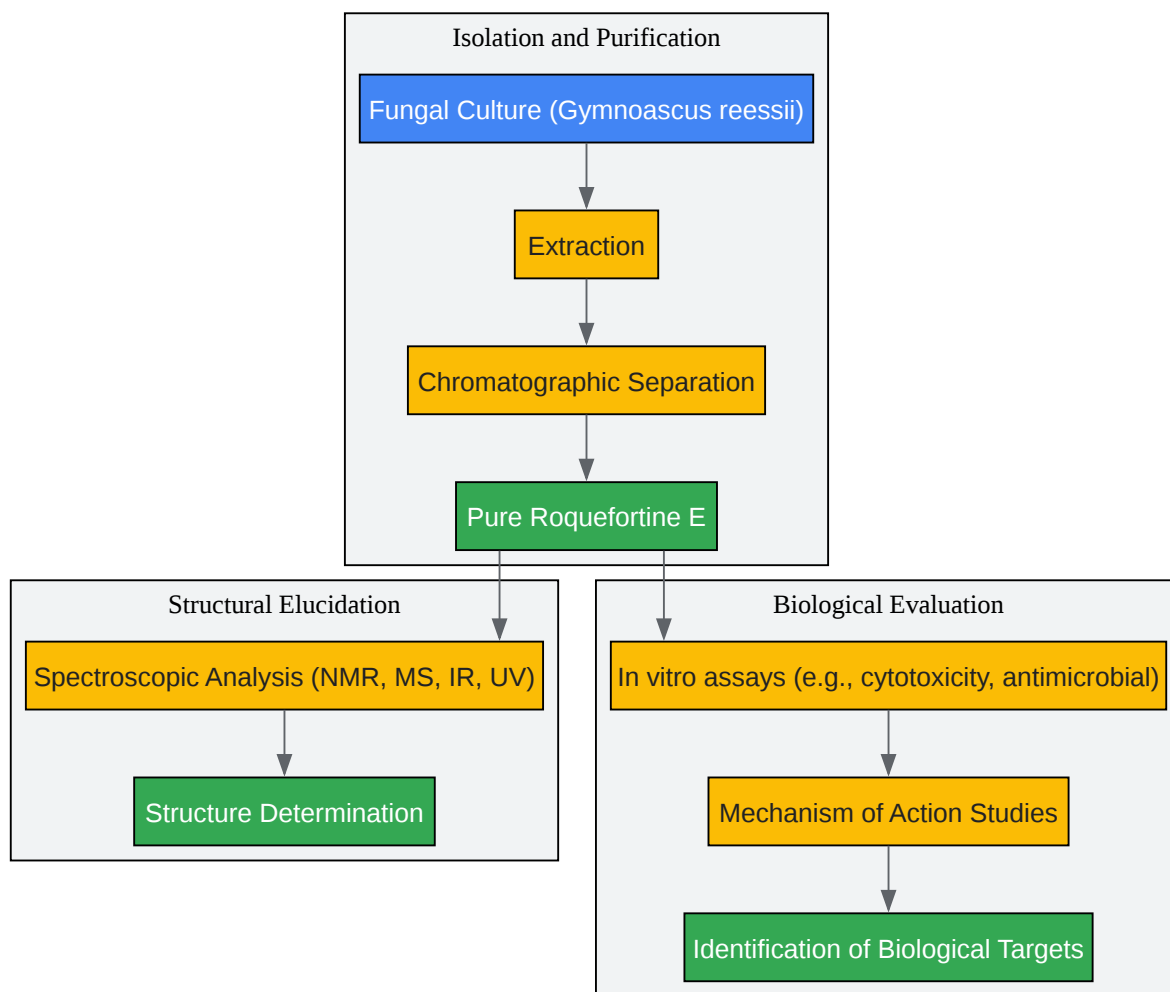 Isolation and Purification
Fungal Culture (Gymnoascus reessii)
Extraction
Chromatographic Separation
Pure Roquefortine E
Structural Elucidation
Spectroscopic Analysis (NMR, MS, IR, UV)
Structure Determination
Biological Evaluation
In vitro assays (e.g., cytotoxicity, antimicrobial)
Mechanism of Action Studies
Identification of Biological Targets